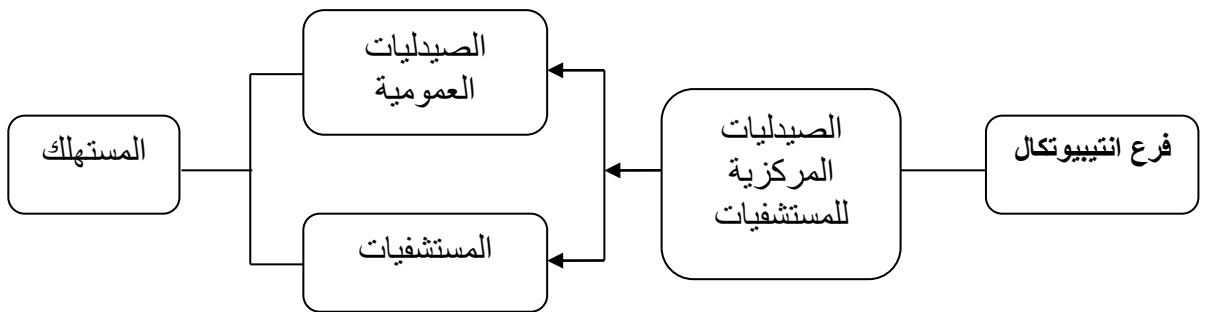 فرع انتيبيوتكال
الصيدليات
المركزية
للمستشفيات
الصيدليات
العمومية
المستشفيات
المستهلك